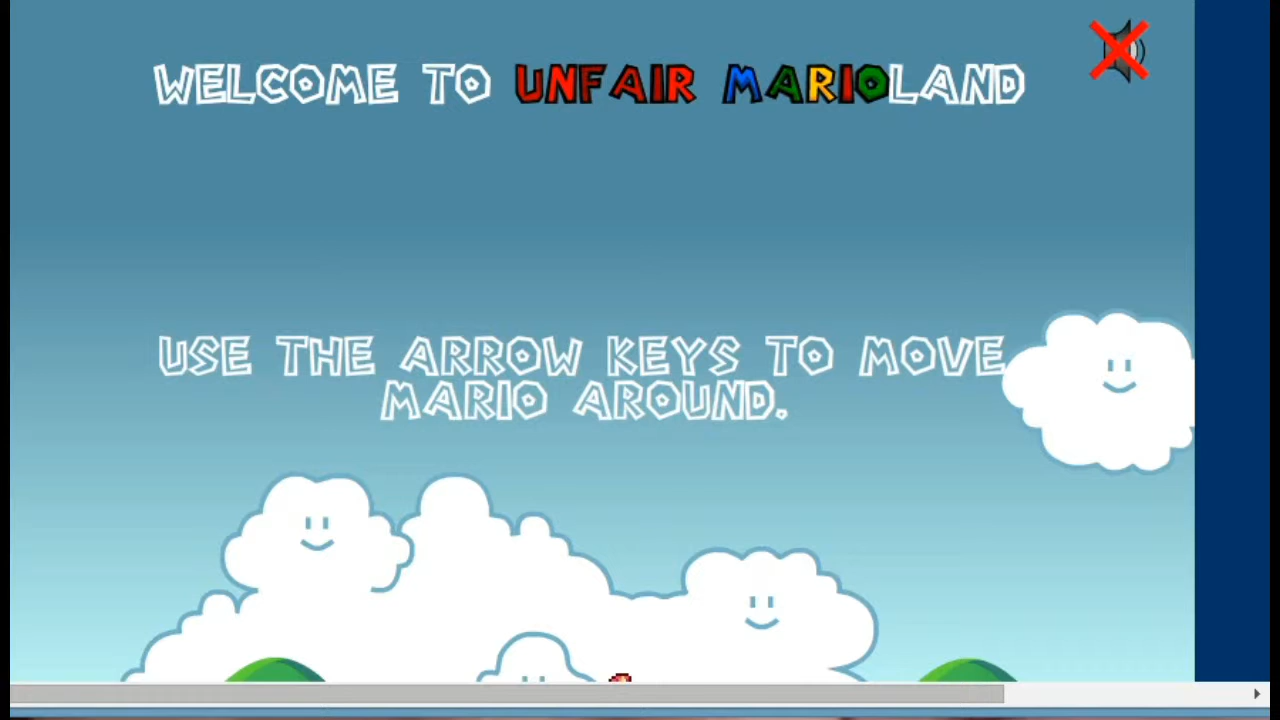 WELCOME TO UNFAIR MARIOLAND
USE THE ARROW KEYS TO MOVE
MARIO AROUND.